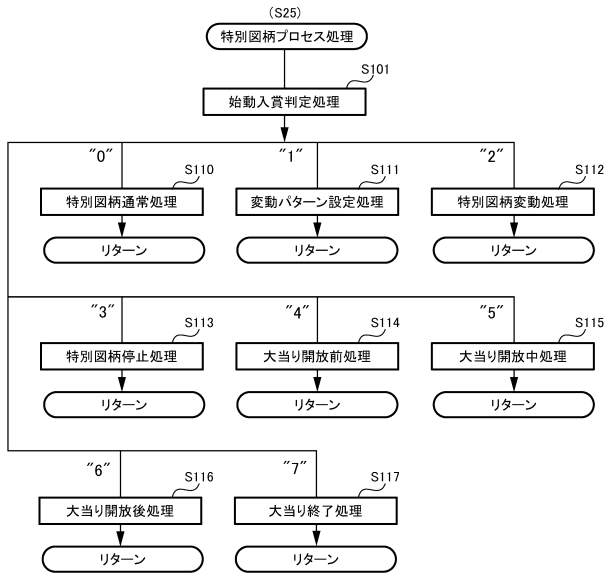 (S25)
特別図柄プロセス処理
S101
始動入賞判定処理
"0"
"1"
"2"
S110
S111
S112
特別図柄通常処理
変動パターン設定処理
特別図柄変動処理
リターン
リターン
リターン
"3"
"4"
"5"
S113
S114
S115
特別図柄停止処理
大当り開放前処理
大当り開放中処理
リターン
リターン
リターン
"6"
"7"
S116
S117
大当り開放後処理
大当り終了処理
リターン
リターン